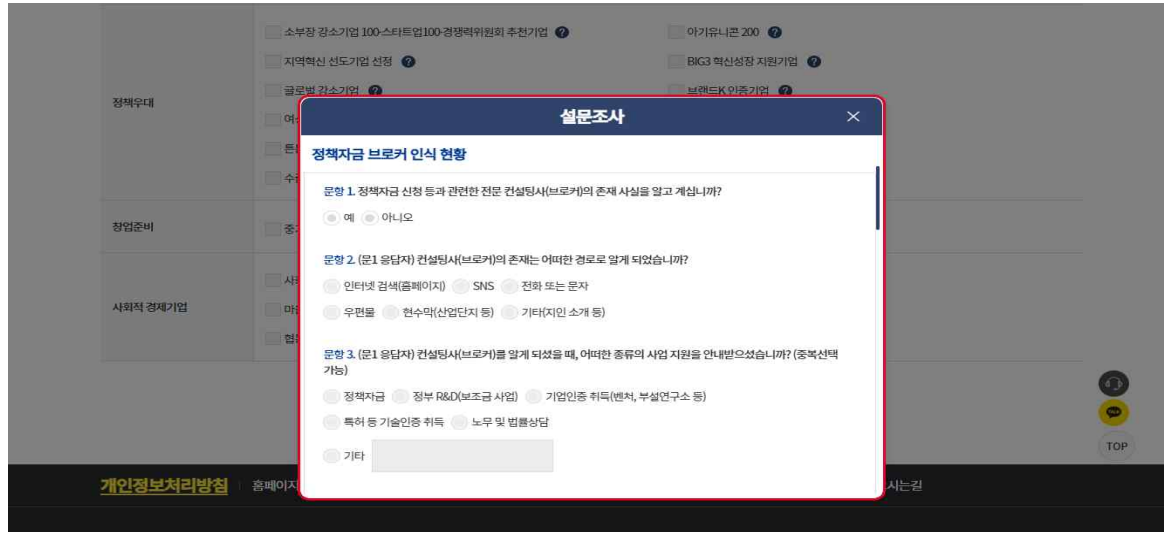 소부장 강소기업 100·스타트업100·경쟁력위원회 추천기업 ?
아기유니콘 200 ?
지역혁신 선도기업 선정 ?
BIG3 혁신성장 지원기업 ?
정책우대
글로벌 강소기업 ?
브랜드K 인증기업 ?
설문조사
정책자금 브로커 인식 현황
문항 1. 정책자금 신청 등과 관련한 전문 컨설팅사(브로커)의 존재 사실을 알고 계십니까?
예 아니오
창업준비
문항 2. (문1 응답자) 컨설팅사(브로커)의 존재는 어떠한 경로로 알게 되었습니까?
인터넷 검색(홈페이지) SNS 전화 또는 문자
사회적 경제기업
우편물 현수막(산업단지 등) 기타(지인 소개 등)
문항 3. (문1 응답자) 컨설팅사(브로커)를 알게 되셨을 때, 어떠한 종류의 사업 지원을 안내받으셨습니까? (중복선택
가능)
정책자금 정부 R&D(보조금 사업) 기업인증 취득(벤처, 부설연구소 등)
특허 등 기술인증 취득 노무 및 법률상담
기타
TALK
TOP
개인정보처리방침 홈페이지 시는길